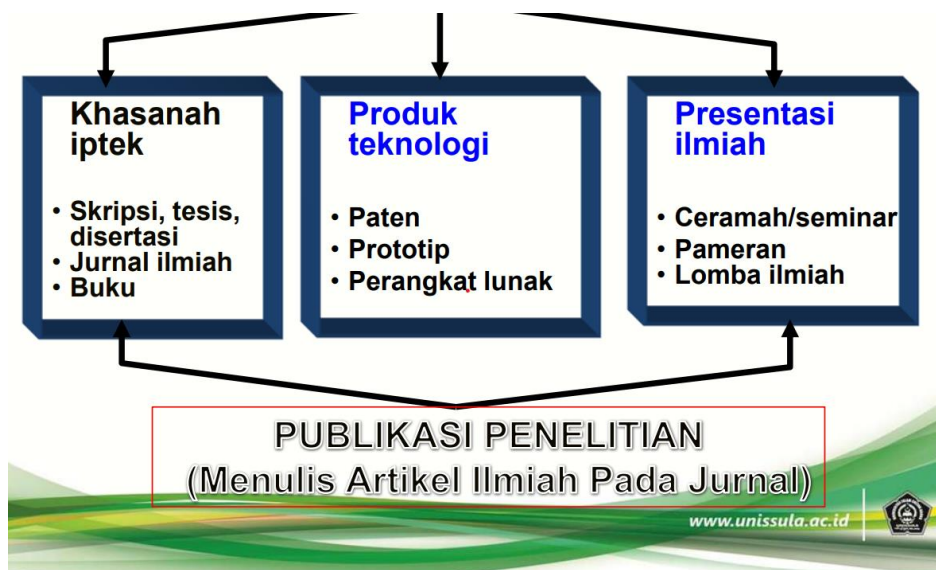 Khasanah
iptek
• Skripsi, tesis,
disertasi
• Jurnal ilmiah
• Buku
Produk
teknologi
• Paten
• Prototip
• Perangkat lunak
Presentasi
ilmiah
• Ceramah/seminar
• Pameran
• Lomba ilmiah
PUBLIKASI PENELITIAN
(Menulis Artikel Ilmiah Pada Jurnal)
www.unissula.ac.id